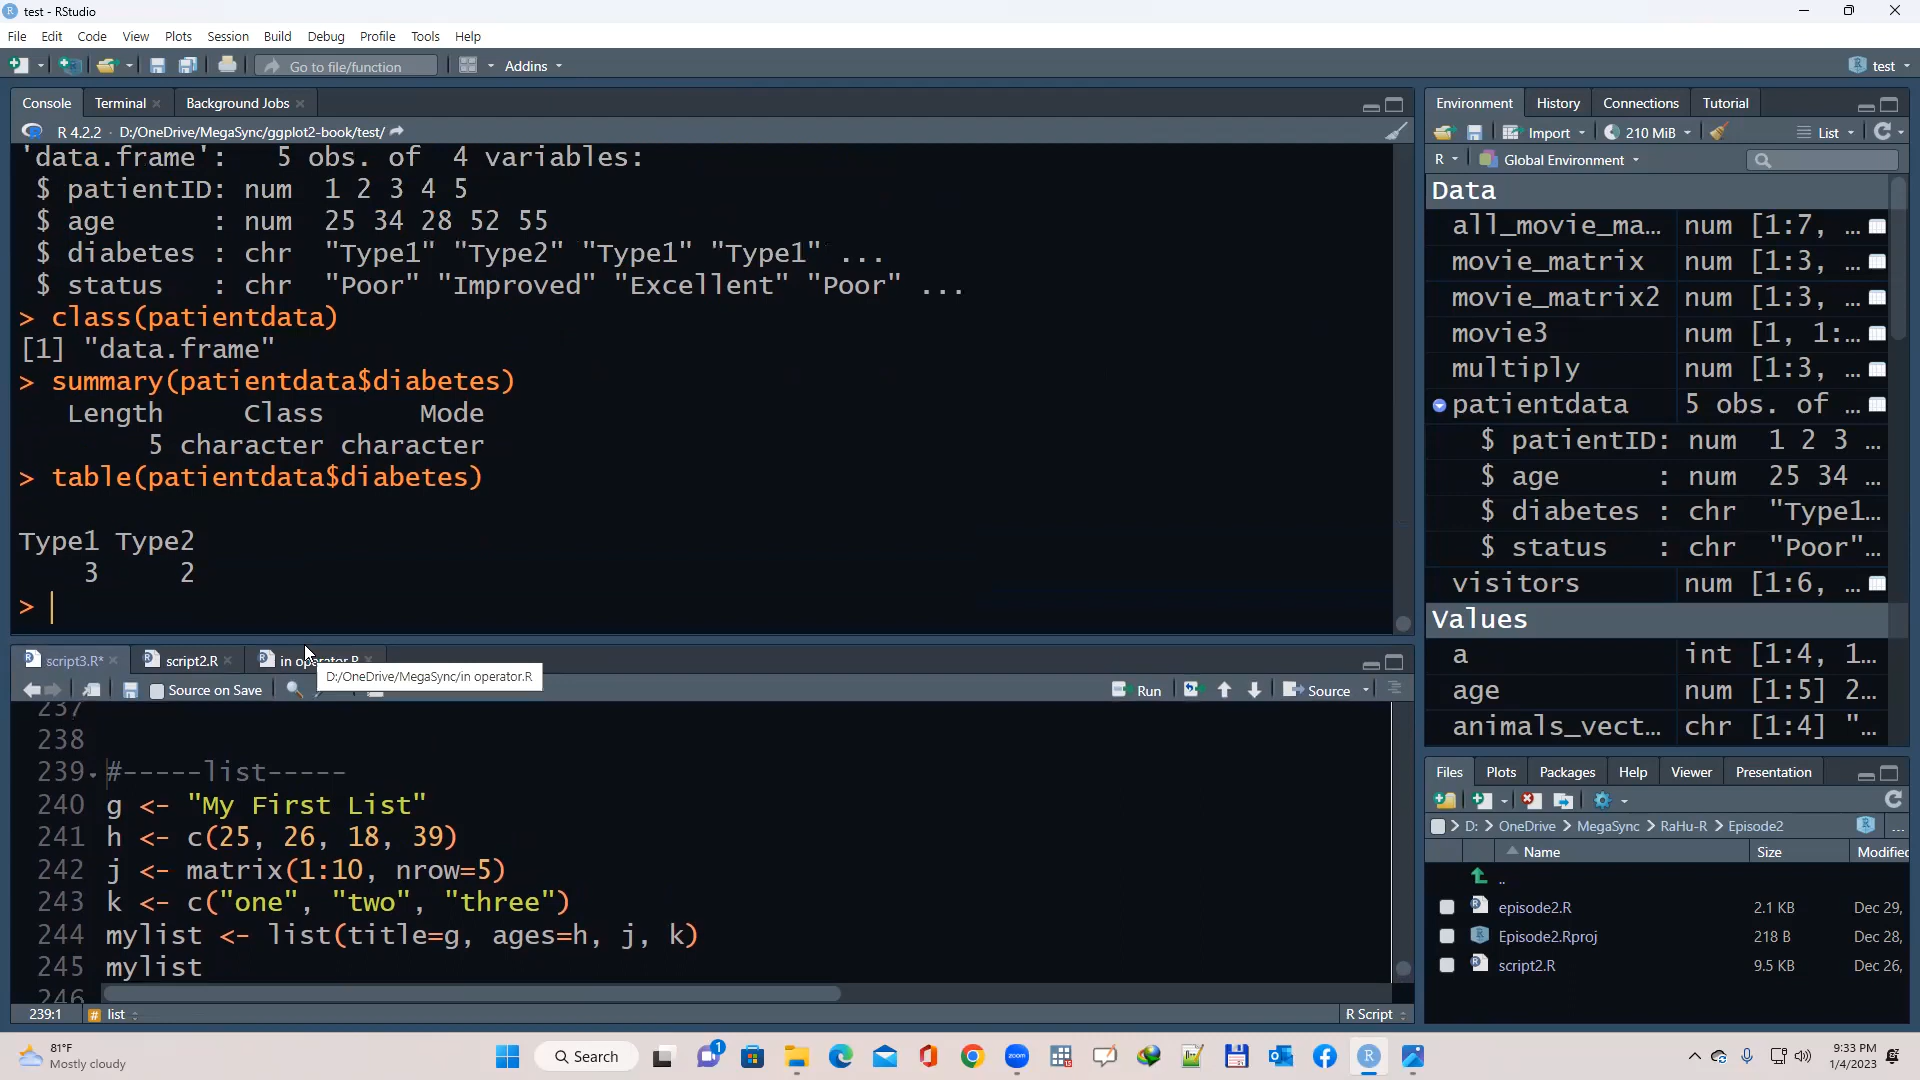 test - RStudio
File Edit Code View Plots Session Build Debug Profile Tools Help
Go to file/function Addins test
Console Terminal Background Jobs
R 4.2.2 · D:/OneDrive/MegaSync/ggplot2-book/test/
'data.frame': 5 obs. of 4 variables:
$ patientID: num 1 2 3 4 5
$ age : num 25 34 28 52 55
$ diabetes : chr "Type1" "Type2" "Type1" "Type1" ...
$ status : chr "Poor" "Improved" "Excellent" "Poor" ...
> class(patientdata)
[1] "data.frame"
> summary(patientdata$diabetes)
Length Class Mode
5 character character
> table(patientdata$diabetes)
Type1 Type2
3 2
>
script3.R* script2.R in operator.R
D:/OneDrive/MegaSync/in operator.R
Source on Save Run Source
237
238
239 #-----list-----
240 g <- "My First List"
241 h <- c(25, 26, 18, 39)
242 j <- matrix(1:10, nrow=5)
243 k <- c("one", "two", "three")
244 mylist <- list(title=g, ages=h, j, k)
245 mylist
246
239:1 # list R Script
Environment History Connections Tutorial
Import 210 MiB List
R Global Environment
Data
all_movie_ma… num [1:7, …
movie_matrix num [1:3, …
movie_matrix2 num [1:3, …
movie3 num [1, 1:…
multiply num [1:3, …
patientdata 5 obs. of …
$ patientID: num 1 2 3 …
$ age : num 25 34 …
$ diabetes : chr "Type1…
$ status : chr "Poor"…
visitors num [1:6, …
Values
a int [1:4, 1…
age num [1:5] 2…
animals_vect… chr [1:4] "…
Files Plots Packages Help Viewer Presentation
D: > OneDrive > MegaSync > RaHu-R > Episode2 ...
Name Size Modified
..
episode2.R 2.1 KB Dec 29,
Episode2.Rproj 218 B Dec 28,
script2.R 9.5 KB Dec 26,
81°F
Mostly cloudy
Search
1
zoom
9:33 PM
1/4/2023